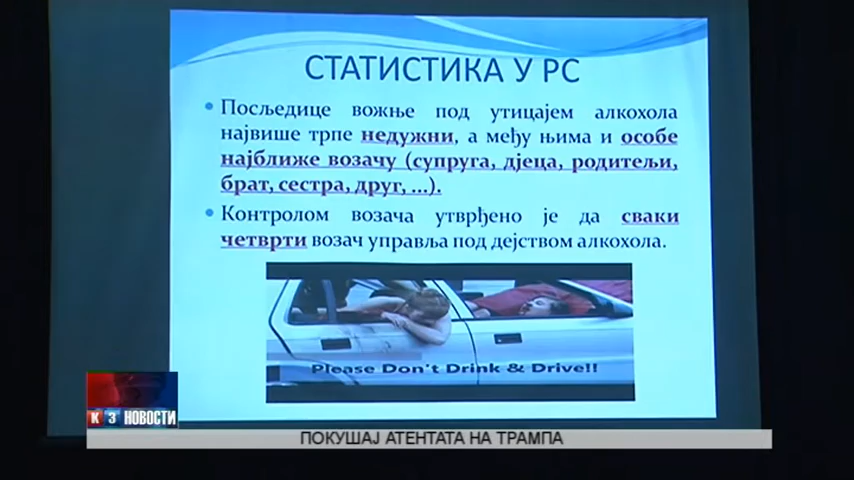 СТАТИСТИКА У РС
Посљедице вожње под утицајем алкохола
највише трпе недужни, а међу њима и особе
најближе возачу (супруга, дјеца, родитељи,
брат, сестра, друг, ...).
Контролом возача утврђено је да сваки
четврти возач управља под дејством алкохола.
Please Don't Drink & Drive!!
К 3 НОВОСТИ
ПОКУШАЈ АТЕНТАТА НА ТРАМПА